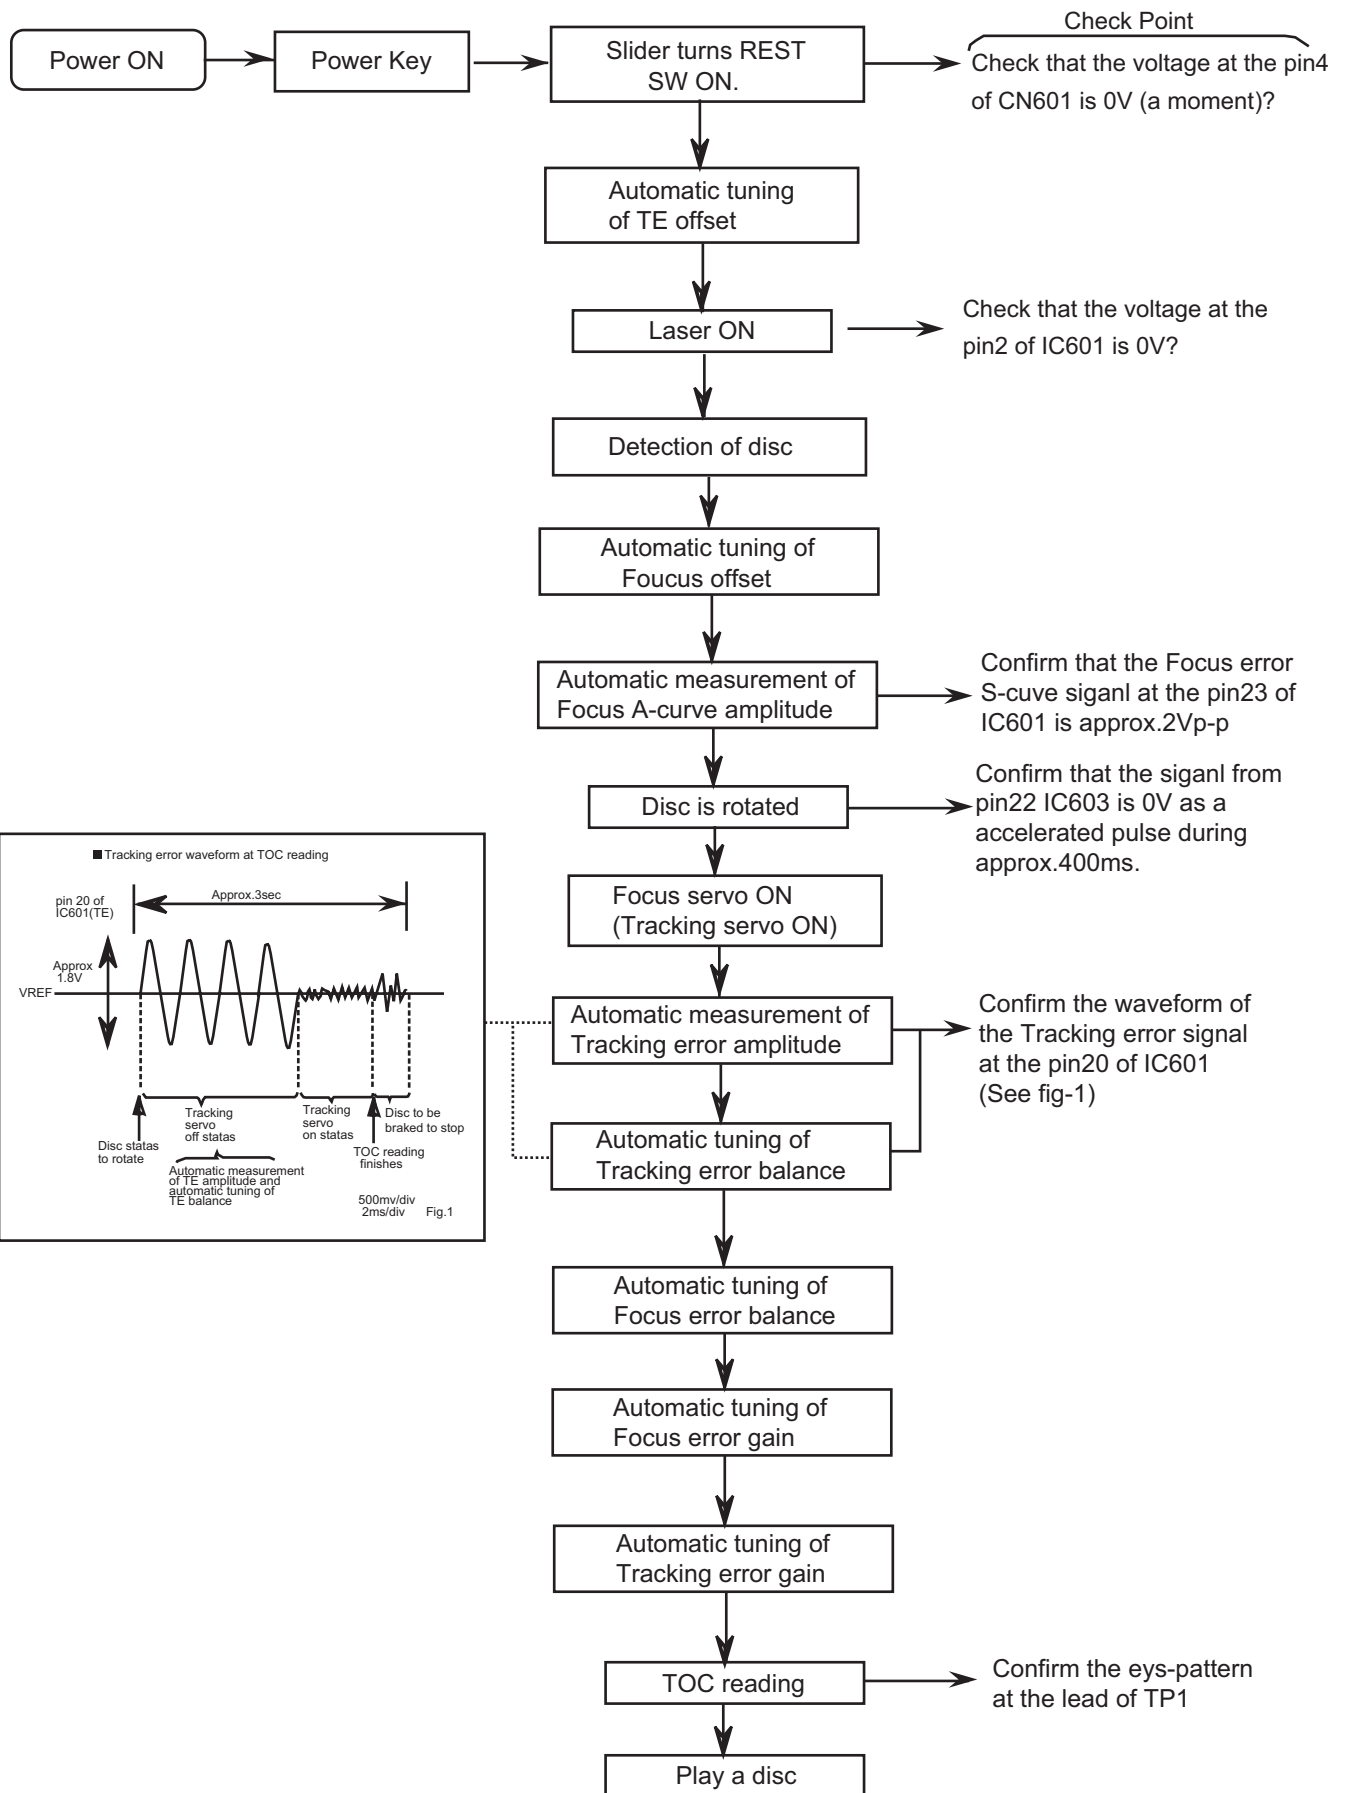 Check Point
Power ON
Power Key
Slider turns REST
SW ON.
Check that the voltage at the pin4
of CN601 is 0V (a moment)?
Automatic tuning
of TE offset
Laser ON
Check that the voltage at the
pin2 of IC601 is 0V?
Detection of disc
Automatic tuning of
Foucus offset
Automatic measurement of
Focus A-curve amplitude
Confirm that the Focus error
S-cuve siganl at the pin23 of
IC601 is approx.2Vp-p
Disc is rotated
Confirm that the siganl from
pin22 IC603 is 0V as a
accelerated pulse during
approx.400ms.
Focus servo ON
(Tracking servo ON)
■ Tracking error waveform at TOC reading
pin 20 of
IC601(TE)
Approx.3sec
Approx
1.8V
VREF
Tracking
servo
off statas
Tracking
servo
on statas
Disc to be
braked to stop
Disc statas
to rotate
TOC reading
finishes
Automatic measurement
of TE amplitude and
automatic tuning of
TE balance
500mv/div
2ms/div
Fig.1
Automatic measurement of
Tracking error amplitude
Confirm the waveform of
the Tracking error signal
at the pin20 of IC601
(See fig-1)
Automatic tuning of
Tracking error balance
Automatic tuning of
Focus error balance
Automatic tuning of
Focus error gain
Automatic tuning of
Tracking error gain
TOC reading
Confirm the eys-pattern
at the lead of TP1
Play a disc